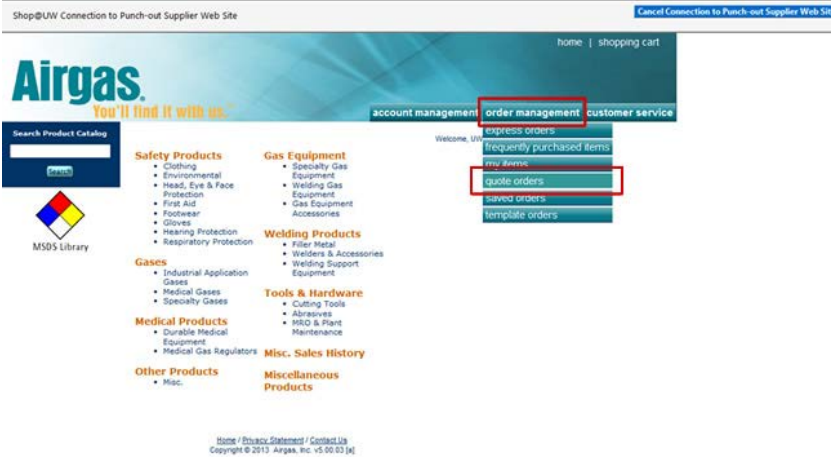 Shop@UW Connection to Punch-out Supplier Web Site
Cancel Connection to Punch-out Supplier Web Sit
home | shopping cart
Airgas.
You'll find it with us.™
account management order management customer service
Search Product Catalog
Search
MSDS Library
Welcome, UW
express orders
frequently purchased items
my items
quote orders
saved orders
template orders
Safety Products
• Clothing
• Environmental
• Head, Eye & Face
Protection
• First Aid
• Footwear
• Gloves
• Hearing Protection
• Respiratory Protection
Gases
• Industrial Application
Gases
• Medical Gases
• Specialty Gases
Medical Products
• Durable Medical
Equipment
• Medical Gas Regulators
Other Products
• Misc.
Gas Equipment
• Specialty Gas
Equipment
• Welding Gas
Equipment
• Gas Equipment
Accessories
Welding Products
• Filler Metal
• Welders & Accessories
• Welding Support
Equipment
Tools & Hardware
• Cutting Tools
• Abrasives
• MRO & Plant
Maintenance
Misc. Sales History
Miscellaneous
Products
Home / Privacy Statement / Contact Us
Copyright © 2013 Airgas, Inc. v5.00.03 [a]